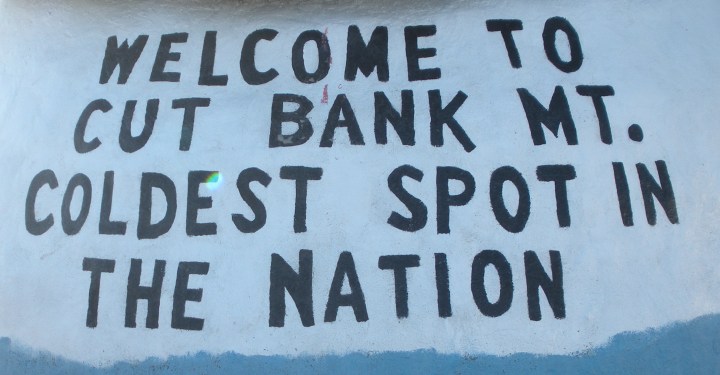 WELCOME TO
CUT BANK MT.
COLDEST SPOT IN
THE NATION